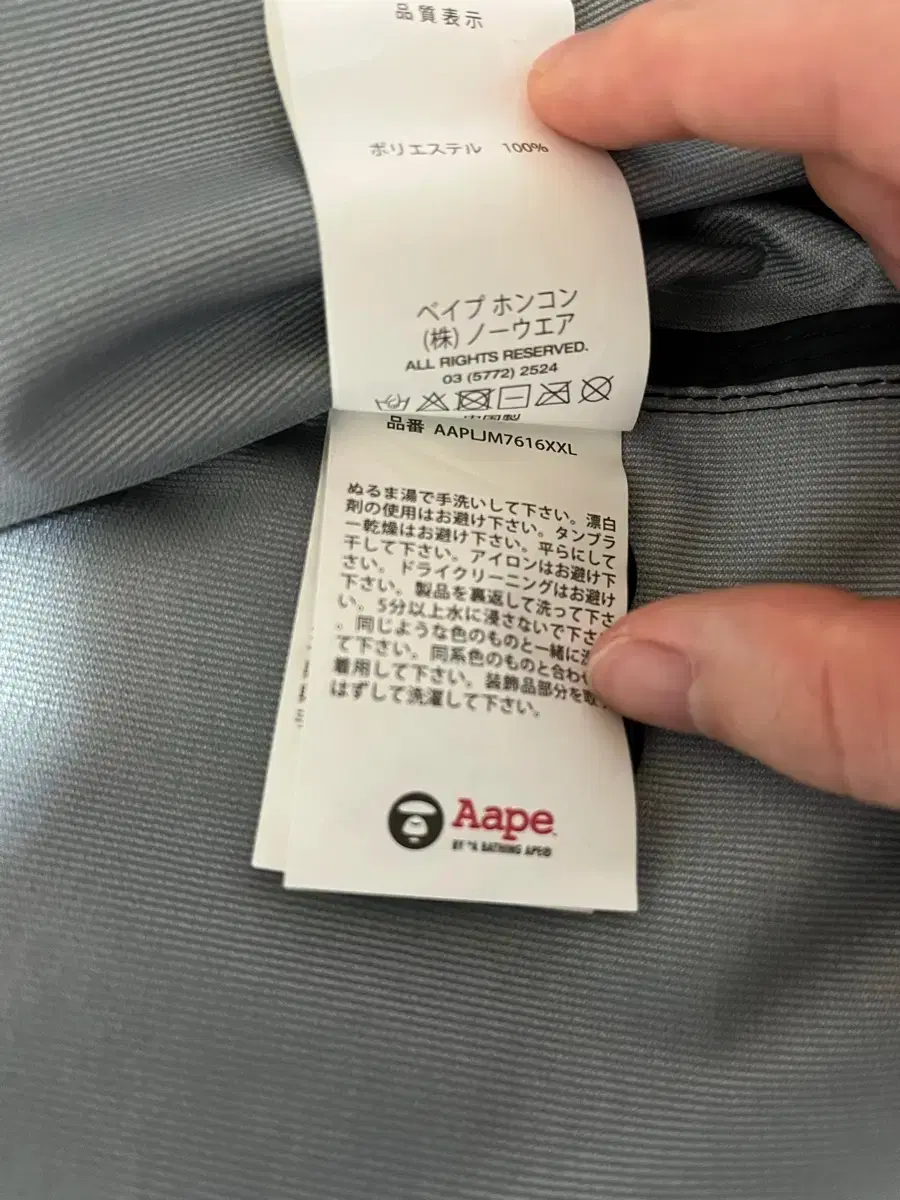 品質表示
ポリエステル 100%
ベイプ ホンコン
(株) ノーウエア
ALL RIGHTS RESERVED.
03 (5772) 2524
中国製
品番 AAPLJM7616XXL
ぬるま湯で手洗いして下さい。漂白
剤の使用はお避け下さい。タンブラ
ー乾燥はお避け下さい。平らにして
干して下さい。アイロンはお避け下
さい。ドライクリーニングはお避け
下さい。製品を裏返して洗って下さ
い。5分以上水に浸さないで下さ
。同じような色のものと一緒に
て下さい。同系色のものと合わ
着用して下さい。装飾品部分を取
はずして洗濯して下さい。
Aape
BY *A BATHING APE®